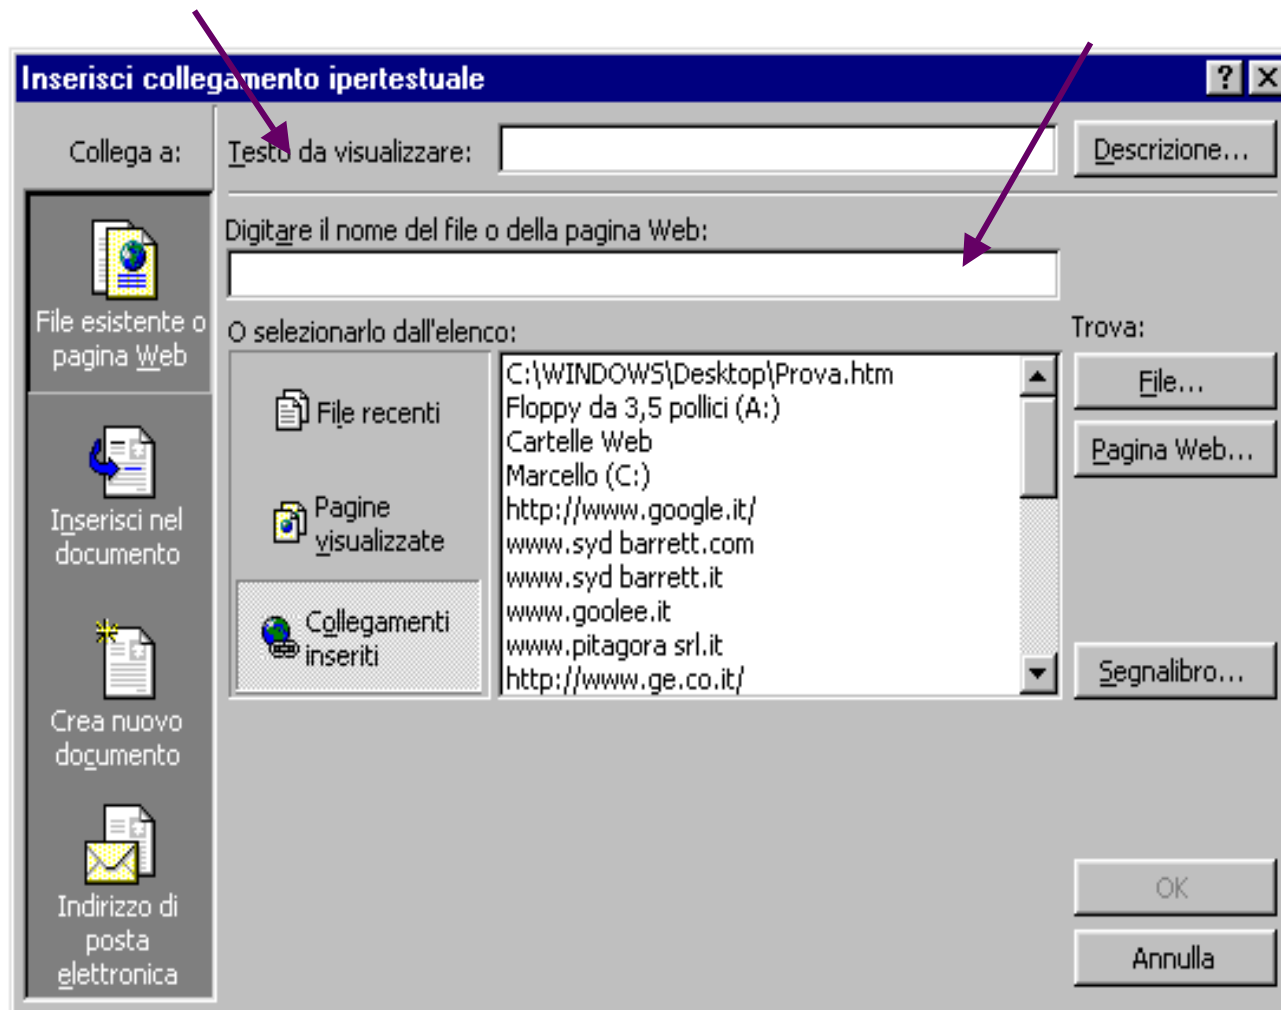 Inserisci collegamento ipertestuale
Collega a:
Testo da visualizzare:
Descrizione...
File esistente o
pagina Web
Digitare il nome del file o della pagina Web:
O selezionarlo dall'elenco:
File recenti
Pagine
visualizzate
Collegamenti
inseriti
C:\WINDOWS\Desktop\Prova.htm
Floppy da 3,5 pollici (A:)
Cartelle Web
Marcello (C:)
http://www.google.it/
www.syd barrett.com
www.syd barrett.it
www.goolee.it
www.pitagora srl.it
http://www.ge.co.it/
Trova:
File...
Pagina Web...
Segnalibro...
Inserisci nel
documento
Crea nuovo
documento
Indirizzo di
posta
elettronica
OK
Annulla